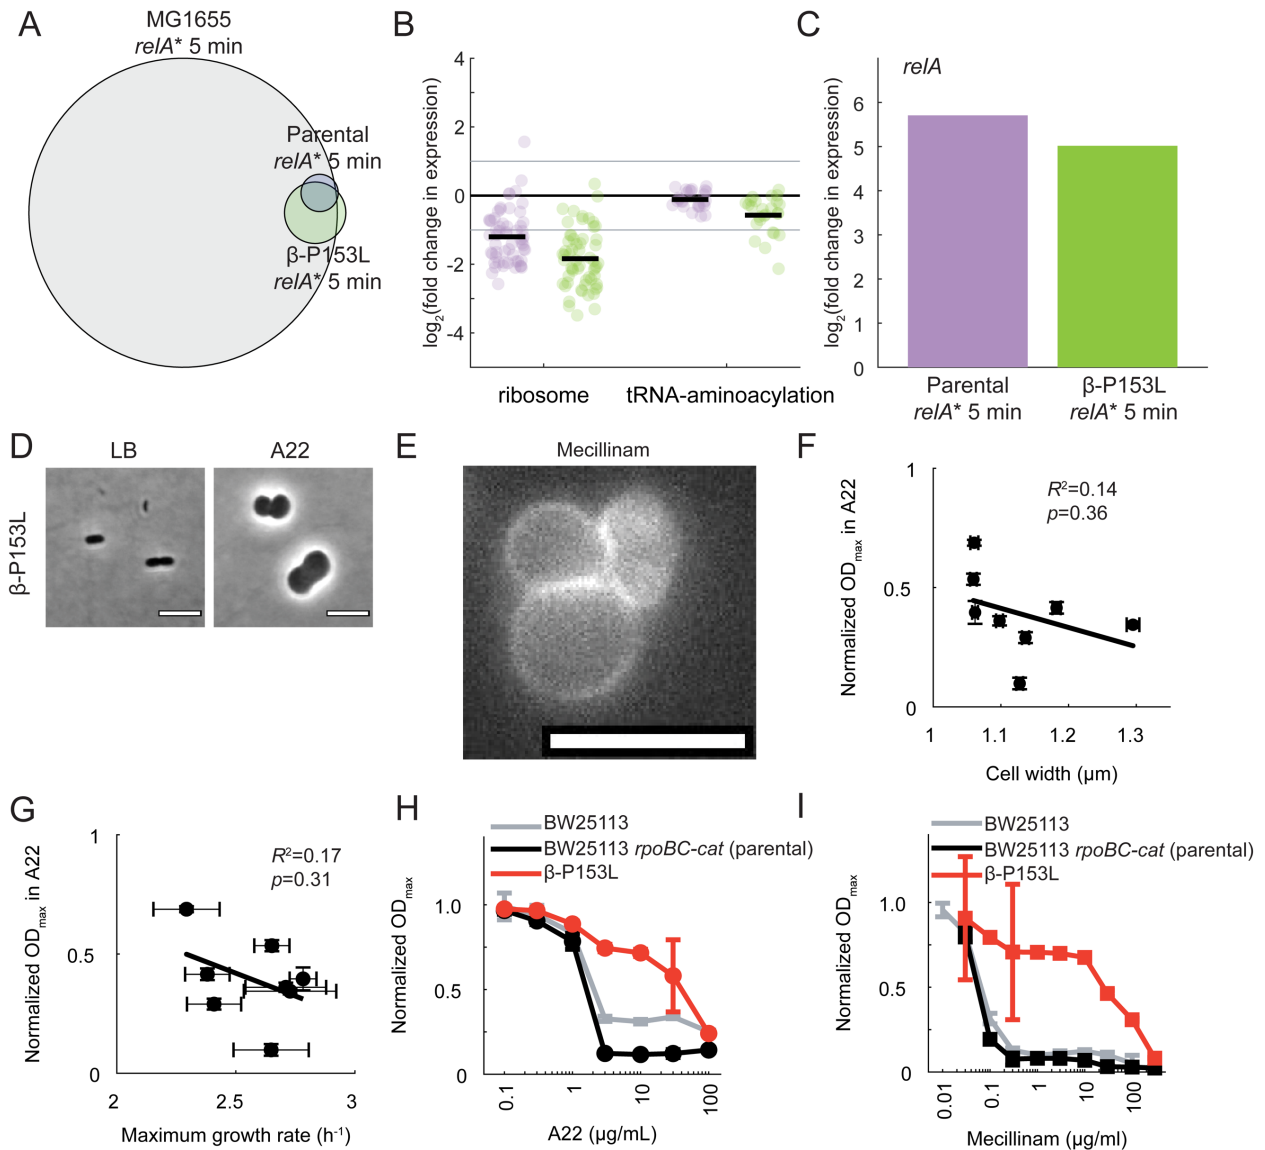 A
MG1655
relA* 5 min
Parental
relA* 5 min
β-P153L
relA* 5 min
B
log2(fold change in expression)
4
2
0
-2
-4
ribosome
tRNA-aminoacylation
C
relA
log2(fold change in expression)
6
5
4
3
2
1
0
Parental
relA* 5 min
β-P153L
relA* 5 min
D
LB
A22
β-P153L
E
Mecillinam
F
Normalized ODmax in A22
1
0.5
0
R2=0.14
p=0.36
1
1.1
1.2
1.3
Cell width (µm)
G
Normalized ODmax in A22
1
0.5
0
R2=0.17
p=0.31
2
2.5
3
Maximum growth rate (h-1)
H
BW25113
BW25113 rpoBC-cat (parental)
β-P153L
Normalized ODmax
1.0
0.5
0
0.1
1
10
100
A22 (µg/mL)
I
BW25113
BW25113 rpoBC-cat (parental)
β-P153L
Normalized ODmax
1.0
0.5
0
0.01
0.1
1
10
100
Mecillinam (µg/ml)